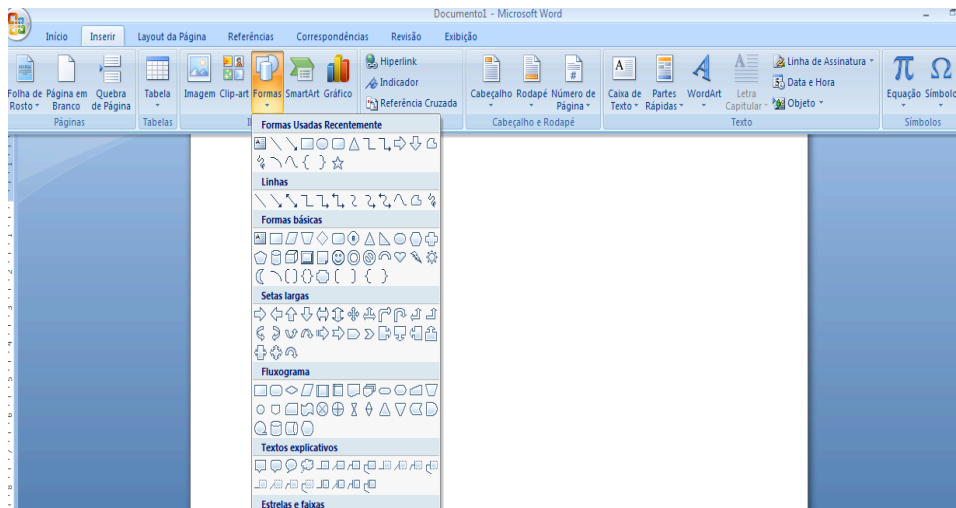 Documento1 - Microsoft Word
Início Inserir Layout da Página Referências Correspondências Revisão Exibição
Folha de Rosto Página em Branco Quebra de Página Tabela Imagem Clip-art Formas SmartArt Gráfico Hiperlink Indicador Referência Cruzada Cabeçalho Rodapé Número de Página Caixa de Texto Partes Rápidas WordArt Letra Capitular Linha de Assinatura Data e Hora Objeto Equação Símbolo
Páginas Tabelas Cabeçalho e Rodapé Texto Símbolos
Formas Usadas Recentemente
Linhas
Formas básicas
Setas largas
Fluxograma
Textos explicativos
Estrelas e faixas